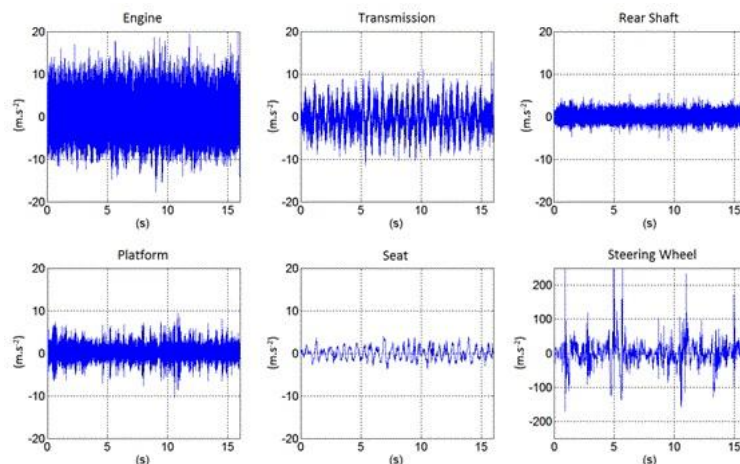 Engine
20
10
0
-10
-20
(m.s⁻²)
0 5 10 15
(s)
Transmission
20
10
0
-10
-20
(m.s⁻²)
0 5 10 15
(s)
Rear Shaft
20
10
0
-10
-20
(m.s⁻²)
0 5 10 15
(s)
Platform
20
10
0
-10
-20
(m.s⁻²)
0 5 10 15
(s)
Seat
20
10
0
-10
-20
(m.s⁻²)
0 5 10 15
(s)
Steering Wheel
200
100
0
-100
-200
(m.s⁻²)
0 5 10 15
(s)